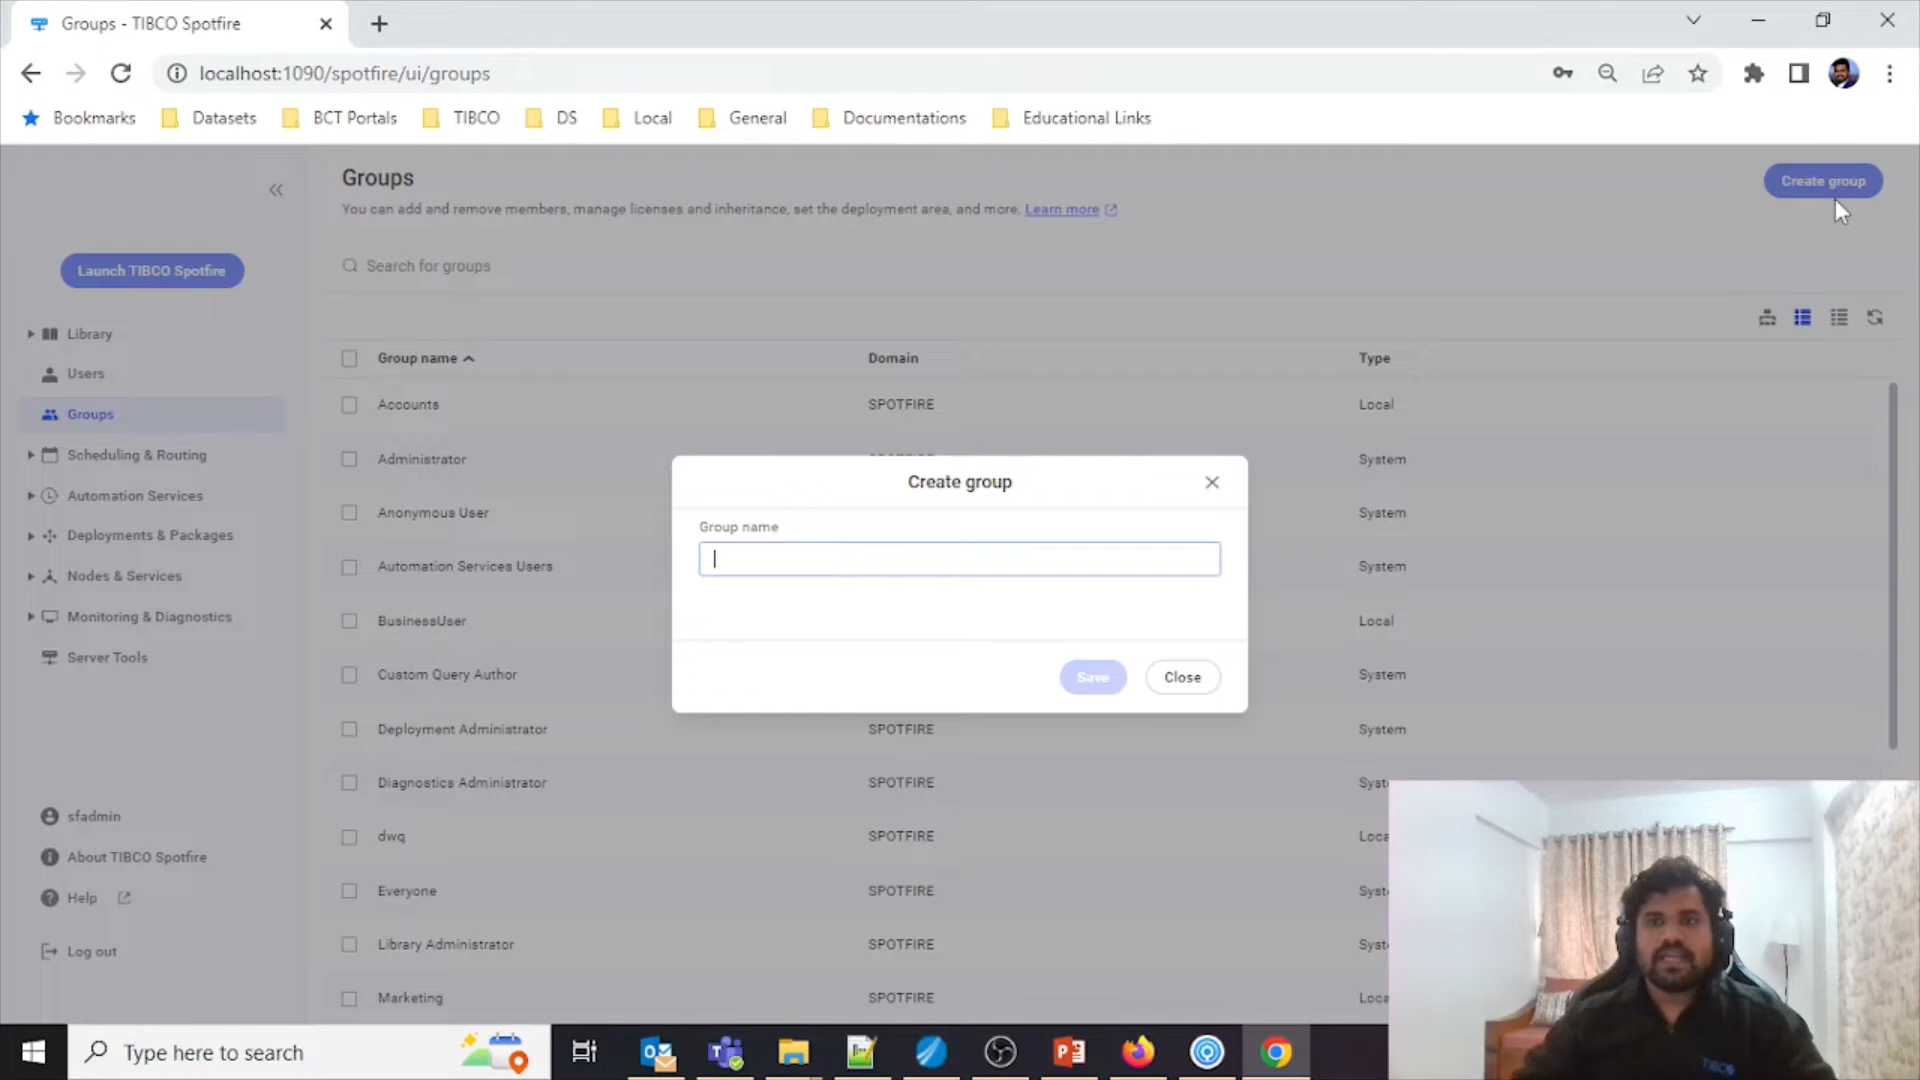 Groups - TIBCO Spotfire
localhost:1090/spotfire/ui/groups
Bookmarks Datasets BCT Portals TIBCO DS Local General Documentations Educational Links
Groups
Create group
You can add and remove members, manage licenses and inheritance, set the deployment area, and more. Learn more
Launch TIBCO Spotfire
Search for groups
Library
Users
Groups
Scheduling & Routing
Automation Services
Deployments & Packages
Nodes & Services
Monitoring & Diagnostics
Server Tools
sfadmin
About TIBCO Spotfire
Help
Log out
Group name Domain Type
Accounts SPOTFIRE Local
Administrator System
Anonymous User System
Automation Services Users System
BusinessUser Local
Custom Query Author System
Deployment Administrator SPOTFIRE System
Diagnostics Administrator SPOTFIRE Syst
dwq SPOTFIRE Loca
Everyone SPOTFIRE Syst
Library Administrator SPOTFIRE Syst
Marketing SPOTFIRE Loca
Create group
Group name
Save Close
Type here to search
TIBCO